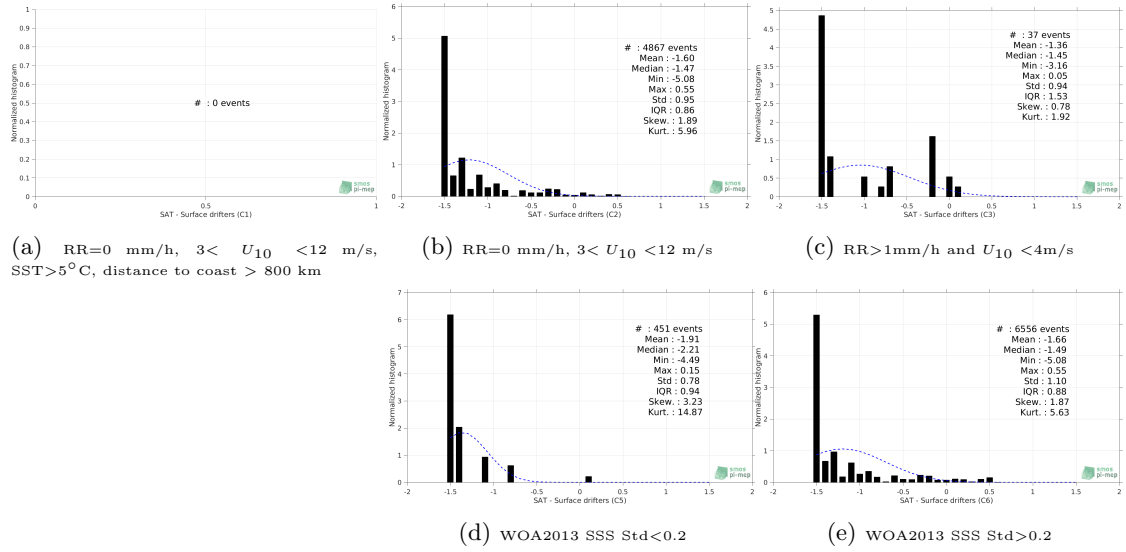 1
0.9
0.8
0.7
0.6
0.5
0.4
0.3
0.2
0.1
0
Normalized histogram
# : 0 events
0 0.5 1
SAT - Surface drifters (C1)
smos
pi-mep
(a) RR=0 mm/h, 3< U10 <12 m/s,
SST>5°C, distance to coast > 800 km
6
5
4
3
2
1
0
Normalized histogram
# : 4867 events
Mean : -1.60
Median : -1.47
Min : -5.08
Max : 0.55
Std : 0.95
IQR : 0.86
Skew. : 1.89
Kurt. : 5.96
-2 -1.5 -1 -0.5 0 0.5 1 1.5 2
SAT - Surface drifters (C2)
smos
pi-mep
(b) RR=0 mm/h, 3< U10 <12 m/s
5
4.5
4
3.5
3
2.5
2
1.5
1
0.5
0
Normalized histogram
# : 37 events
Mean : -1.36
Median : -1.45
Min : -3.16
Max : 0.05
Std : 0.94
IQR : 1.53
Skew. : 0.78
Kurt. : 1.92
-2 -1.5 -1 -0.5 0 0.5 1 1.5 2
SAT - Surface drifters (C3)
smos
pi-mep
(c) RR>1mm/h and U10 <4m/s
7
6
5
4
3
2
1
0
Normalized histogram
# : 451 events
Mean : -1.91
Median : -2.21
Min : -4.49
Max : 0.15
Std : 0.78
IQR : 0.94
Skew. : 3.23
Kurt. : 14.87
-2 -1.5 -1 -0.5 0 0.5 1 1.5 2
SAT - Surface drifters (C5)
smos
pi-mep
(d) WOA2013 SSS Std<0.2
6
5
4
3
2
1
0
Normalized histogram
# : 6556 events
Mean : -1.66
Median : -1.49
Min : -5.08
Max : 0.55
Std : 1.10
IQR : 0.88
Skew. : 1.87
Kurt. : 5.63
-2 -1.5 -1 -0.5 0 0.5 1 1.5 2
SAT - Surface drifters (C6)
smos
pi-mep
(e) WOA2013 SSS Std>0.2